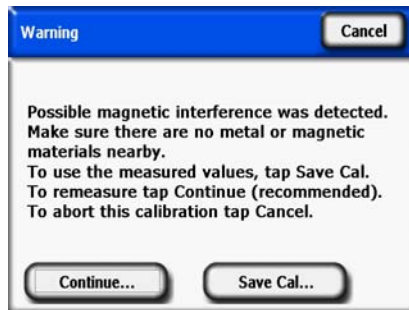 Warning
Cancel
Possible magnetic interference was detected.
Make sure there are no metal or magnetic
materials nearby.
To use the measured values, tap Save Cal.
To remeasure tap Continue (recommended).
To abort this calibration tap Cancel.
Continue...
Save Cal...